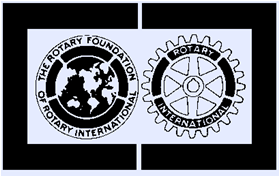 THE ROTARY FOUNDATION
OF ROTARY INTERNATIONAL
ROTARY
INTERNATIONAL